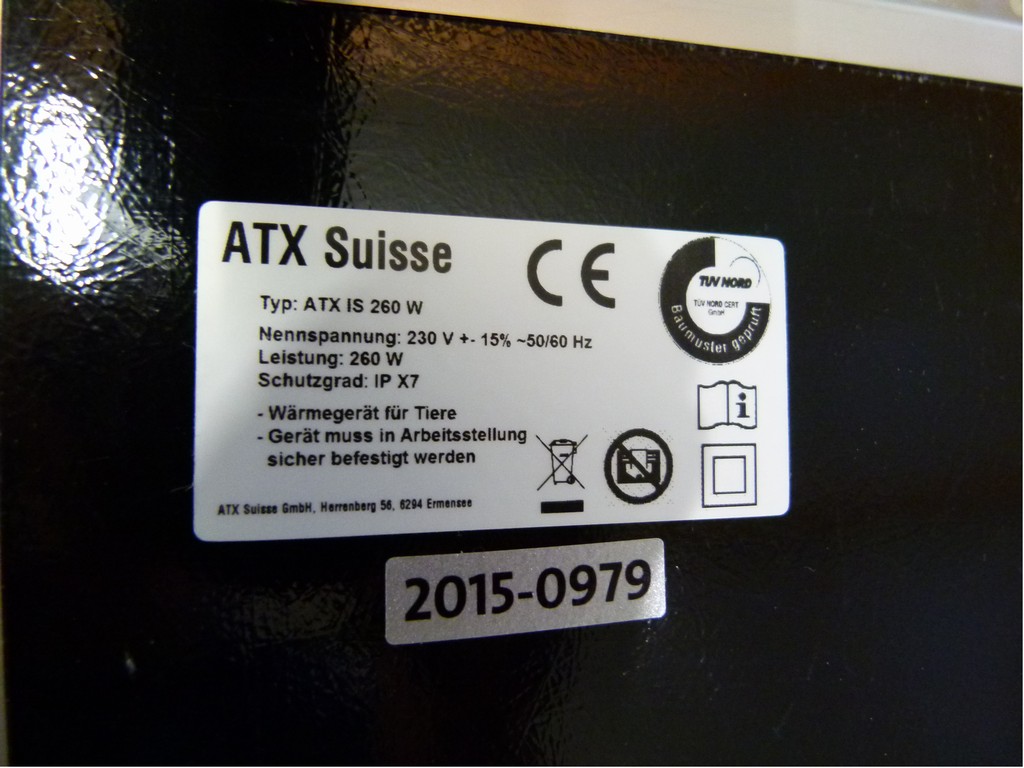 ATX Suisse
CE
TÜV NORD
TÜV NORD CERT
GmbH
Baumuster geprüft
Typ: ATX IS 260 W
Nennspannung: 230 V +- 15% ~50/60 Hz
Leistung: 260 W
Schutzgrad: IP X7
- Wärmegerät für Tiere
- Gerät muss in Arbeitsstellung
sicher befestigt werden
i
ATX Suisse GmbH, Herrenberg 56, 6294 Ermensee
2015-0979